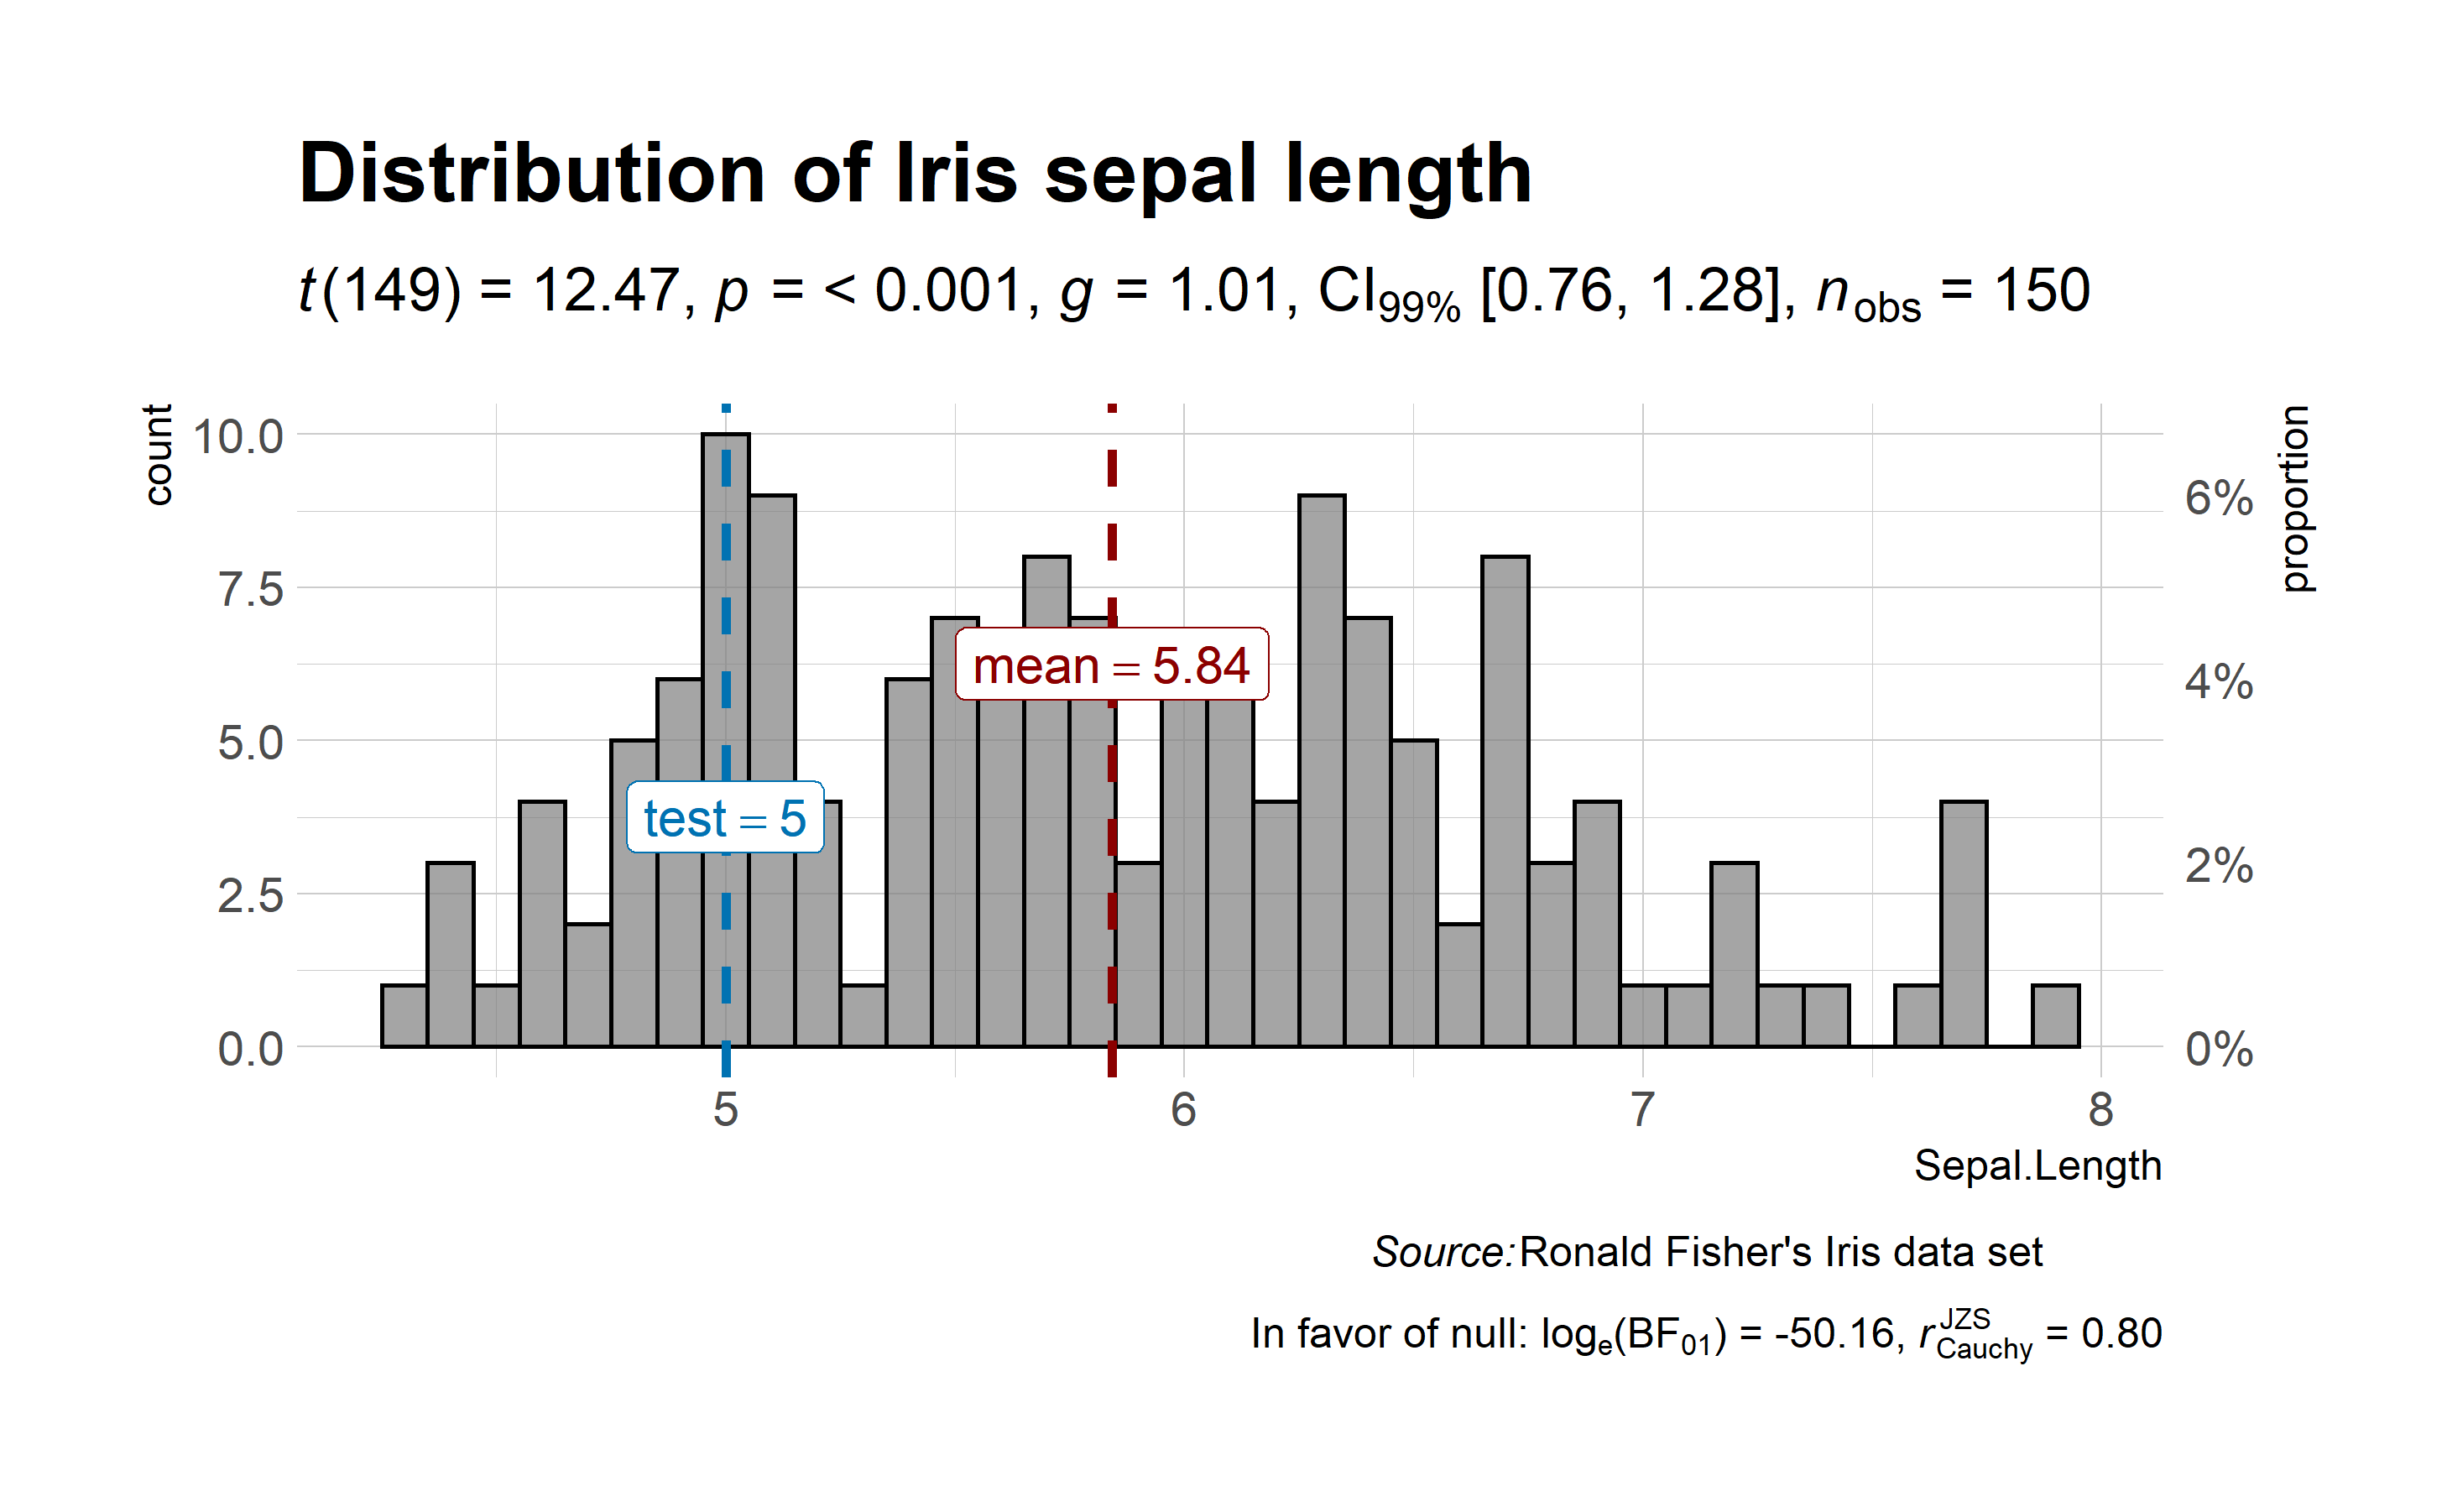 Distribution of Iris sepal length
t(149) = 12.47, p = < 0.001, g = 1.01, CI99% [0.76, 1.28], nobs = 150
count
proportion
10.0
7.5
5.0
2.5
0.0
6%
4%
2%
0%
mean = 5.84
test = 5
5 6 7 8
Sepal.Length
Source:Ronald Fisher's Iris data set
In favor of null: loge(BF01) = -50.16, rJZSCauchy = 0.80